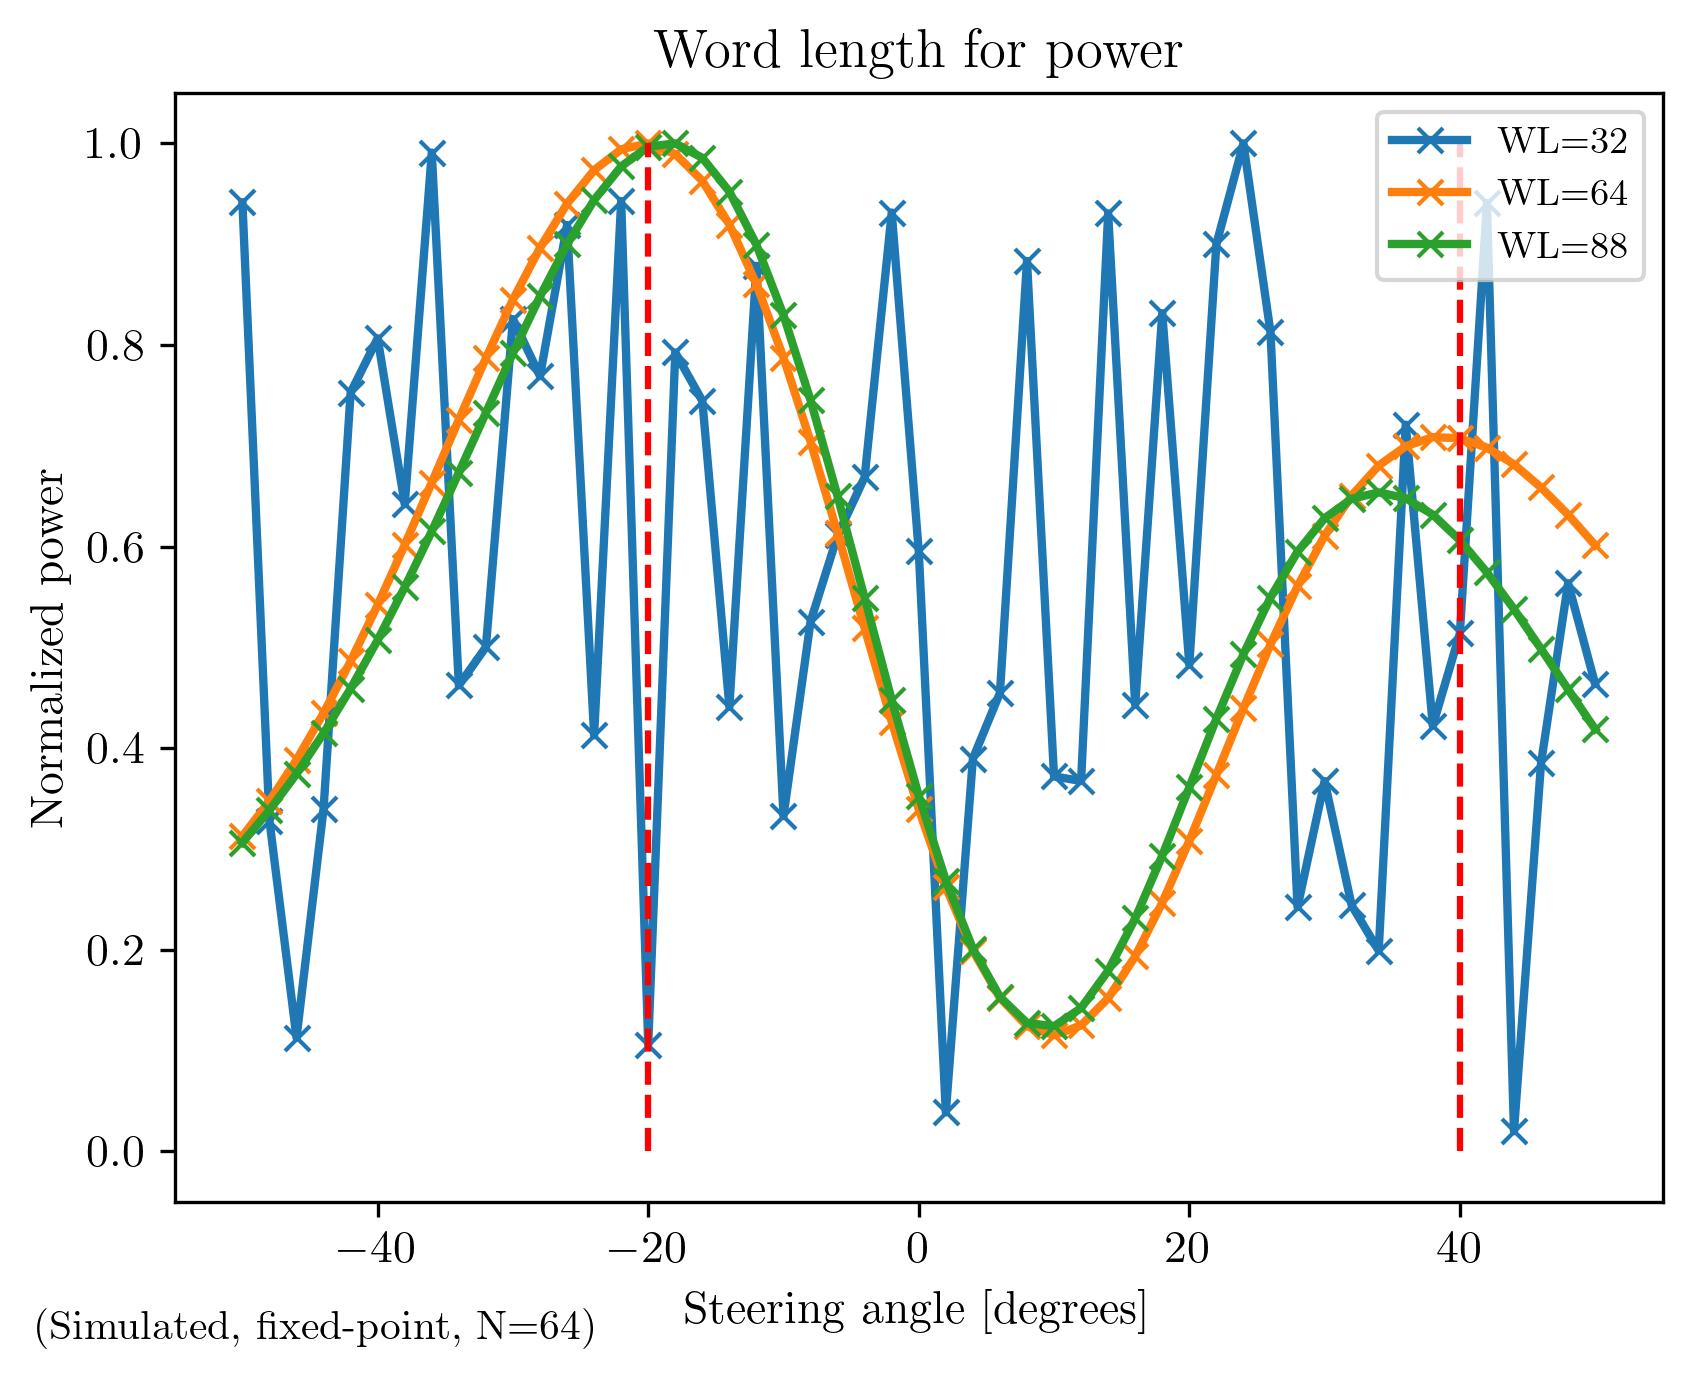 Word length for power
WL=32
WL=64
WL=88
Normalized power
1.0
0.8
0.6
0.4
0.2
0.0
−40
−20
0
20
40
Steering angle [degrees]
(Simulated, fixed-point, N=64)